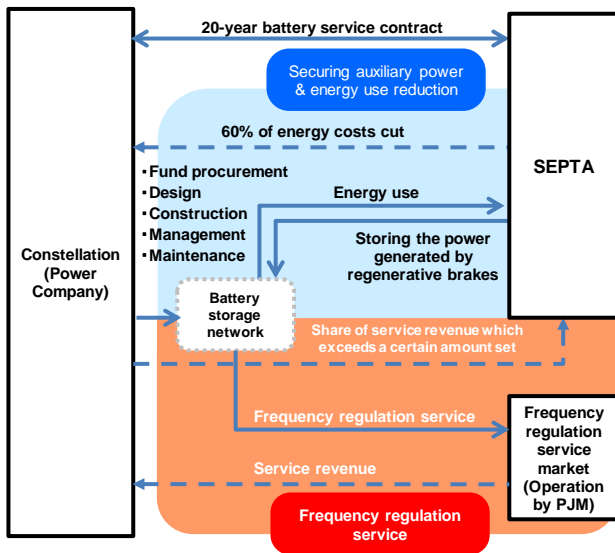 20-year battery service contract
Securing auxiliary power
& energy use reduction
60% of energy costs cut
SEPTA
・Fund procurement
・Design
・Construction
・Management
・Maintenance
Energy use
Storing the power
generated by
regenerative brakes
Constellation
(Power
Company)
Battery
storage
network
Share of service revenue which
exceeds a certain amount set
Frequency regulation service
Frequency
regulation
service
market
(Operation
by PJM)
Service revenue
Frequency regulation
service